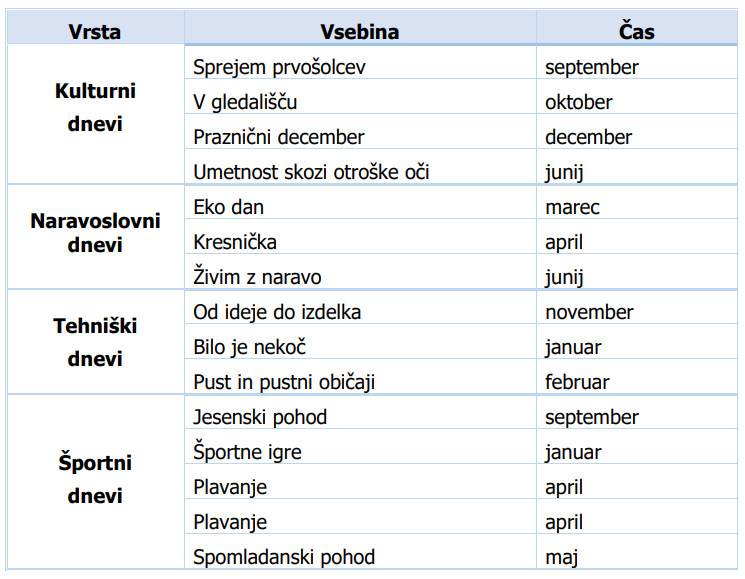 Vrsta Vsebina Čas
Kulturni
dnevi
Sprejem prvošolcev september
V gledališču oktober
Praznični december december
Umetnost skozi otroške oči junij
Naravoslovni
dnevi
Eko dan marec
Kresnička april
Živim z naravo junij
Tehniški
dnevi
Od ideje do izdelka november
Bilo je nekoč januar
Pust in pustni običaji februar
Športni
dnevi
Jesenski pohod september
Športne igre januar
Plavanje april
Plavanje april
Spomladanski pohod maj